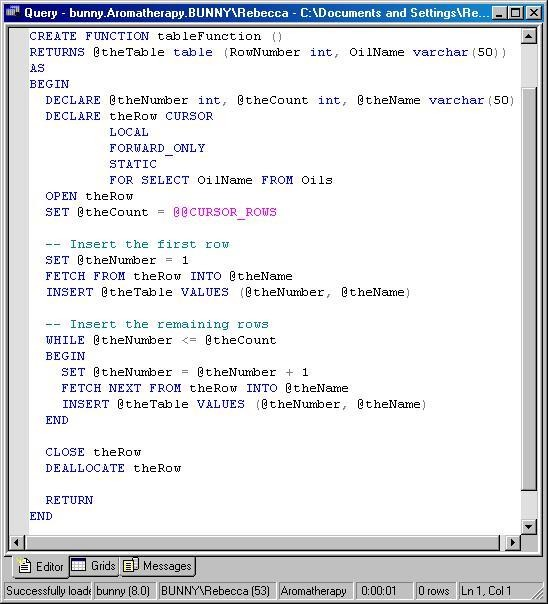 Query - bunny.Aromatherapy.BUNNY\Rebecca - C:\Documents and Settings\Re...
CREATE FUNCTION tableFunction ()
RETURNS @theTable table (RowNumber int, OilName varchar(50))
AS
BEGIN
  DECLARE @theNumber int, @theCount int, @theName varchar(50)
  DECLARE theRow CURSOR
          LOCAL
          FORWARD_ONLY
          STATIC
          FOR SELECT OilName FROM Oils
  OPEN theRow
  SET @theCount = @@CURSOR_ROWS
  -- Insert the first row
  SET @theNumber = 1
  FETCH FROM theRow INTO @theName
  INSERT @theTable VALUES (@theNumber, @theName)
  -- Insert the remaining rows
  WHILE @theNumber <= @theCount
  BEGIN
    SET @theNumber = @theNumber + 1
    FETCH NEXT FROM theRow INTO @theName
    INSERT @theTable VALUES (@theNumber, @theName)
  END
  CLOSE theRow
  DEALLOCATE theRow
  RETURN
END
Editor Grids Messages
Successfully loade bunny (8.0) BUNNY\Rebecca (53) Aromatherapy 0:00:01 0 rows Ln 1, Col 1